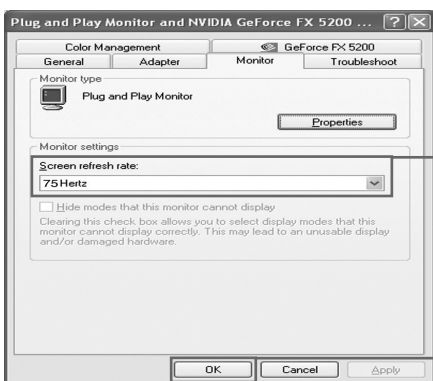 Plug and Play Monitor and NVIDIA GeForce FX 5200 ...
Color Management GeForce FX 5200
General Adapter Monitor Troubleshoot
Monitor type
Plug and Play Monitor
Properties
Monitor settings
Screen refresh rate:
75 Hertz
Hide modes that this monitor cannot display
Clearing this check box allows you to select display modes that this
monitor cannot display correctly. This may lead to an unusable display
and/or damaged hardware.
OK Cancel Apply